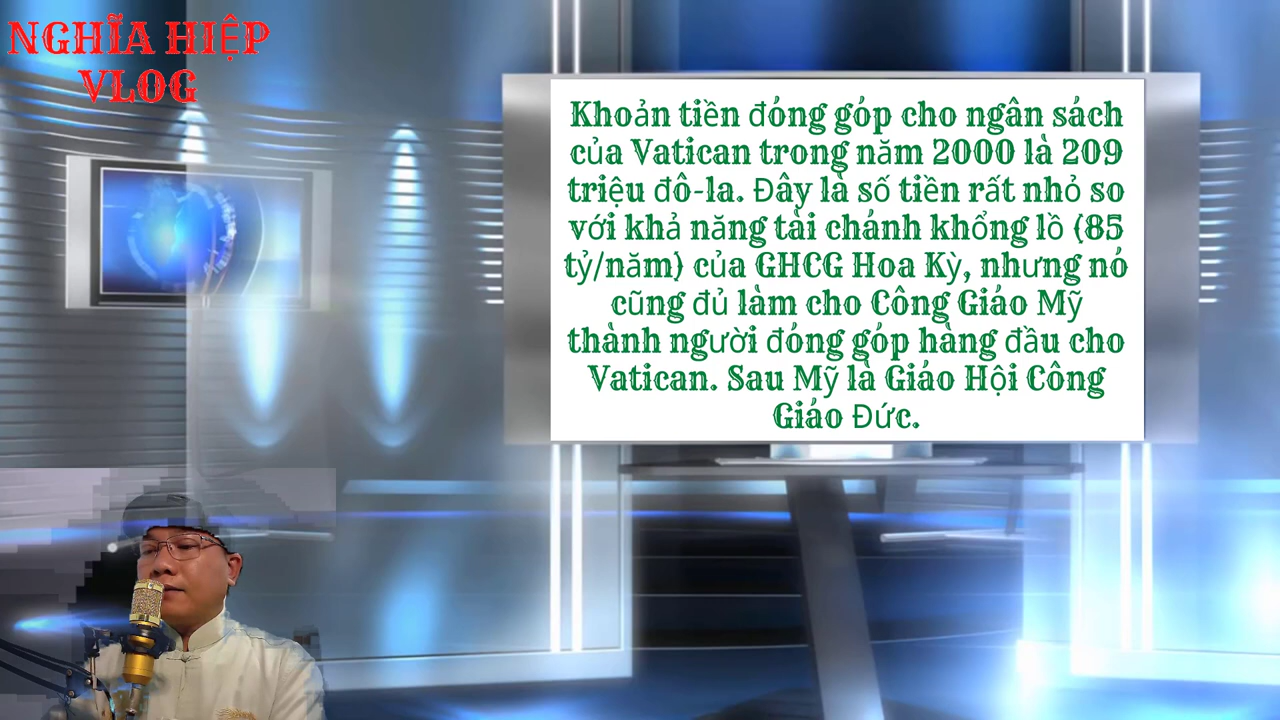 NGHĨA HIỆP
VLOG
Khoản tiền đóng góp cho ngân sách
của Vatican trong năm 2000 là 209
triệu đô-la. Đây là số tiền rất nhỏ so
với khả năng tài chánh khổng lồ (85
tỷ/năm) của GHCG Hoa Kỳ, nhưng nó
cũng đủ làm cho Công Giáo Mỹ
thành người đóng góp hàng đầu cho
Vatican. Sau Mỹ là Giáo Hội Công
Giáo Đức.